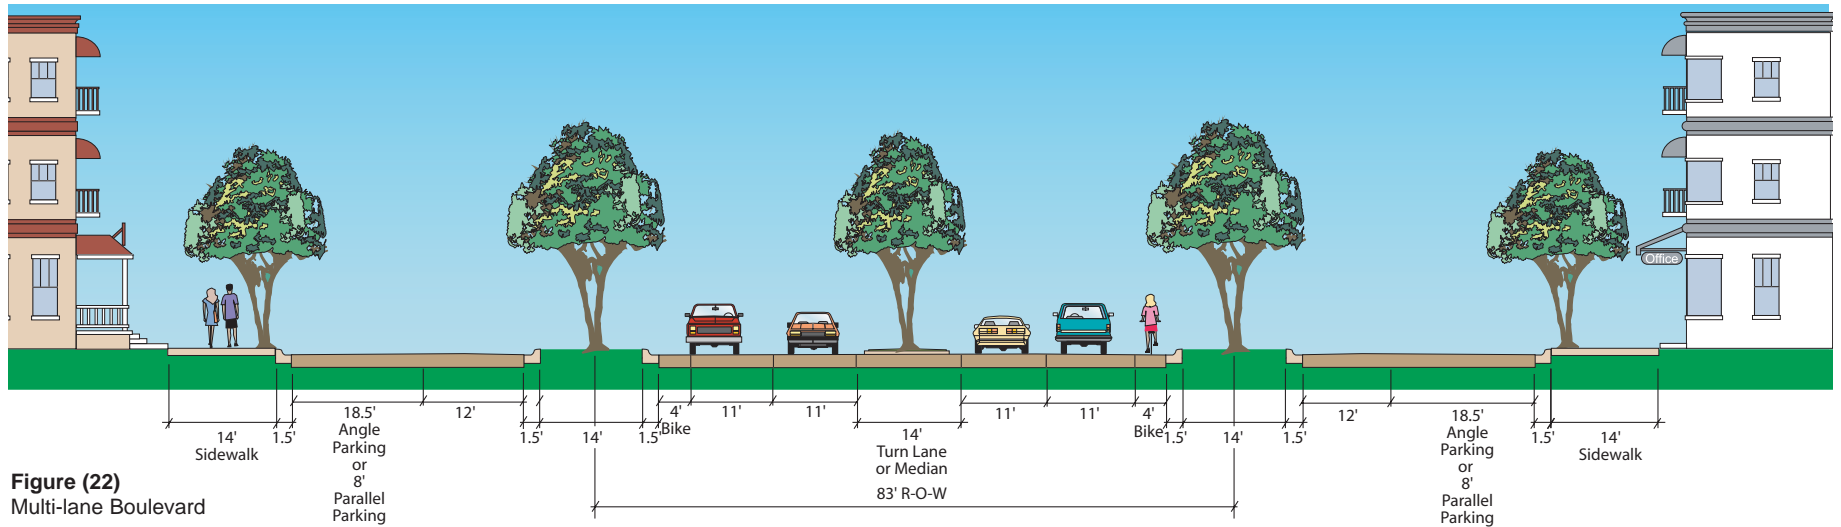 Office
18.5' 12' 4' 11' 11' 11' 11' 4' 12' 18.5'
Angle Parking or 8' Parallel Parking
Bike
Bike
Angle Parking or 8' Parallel Parking
14' 1.5' 1.5' 14' 1.5' 14' 1.5' 14' 1.5' 1.5' 14'
Sidewalk
Turn Lane
or Median
Sidewalk
83' R-O-W
Figure (22)
Multi-lane Boulevard